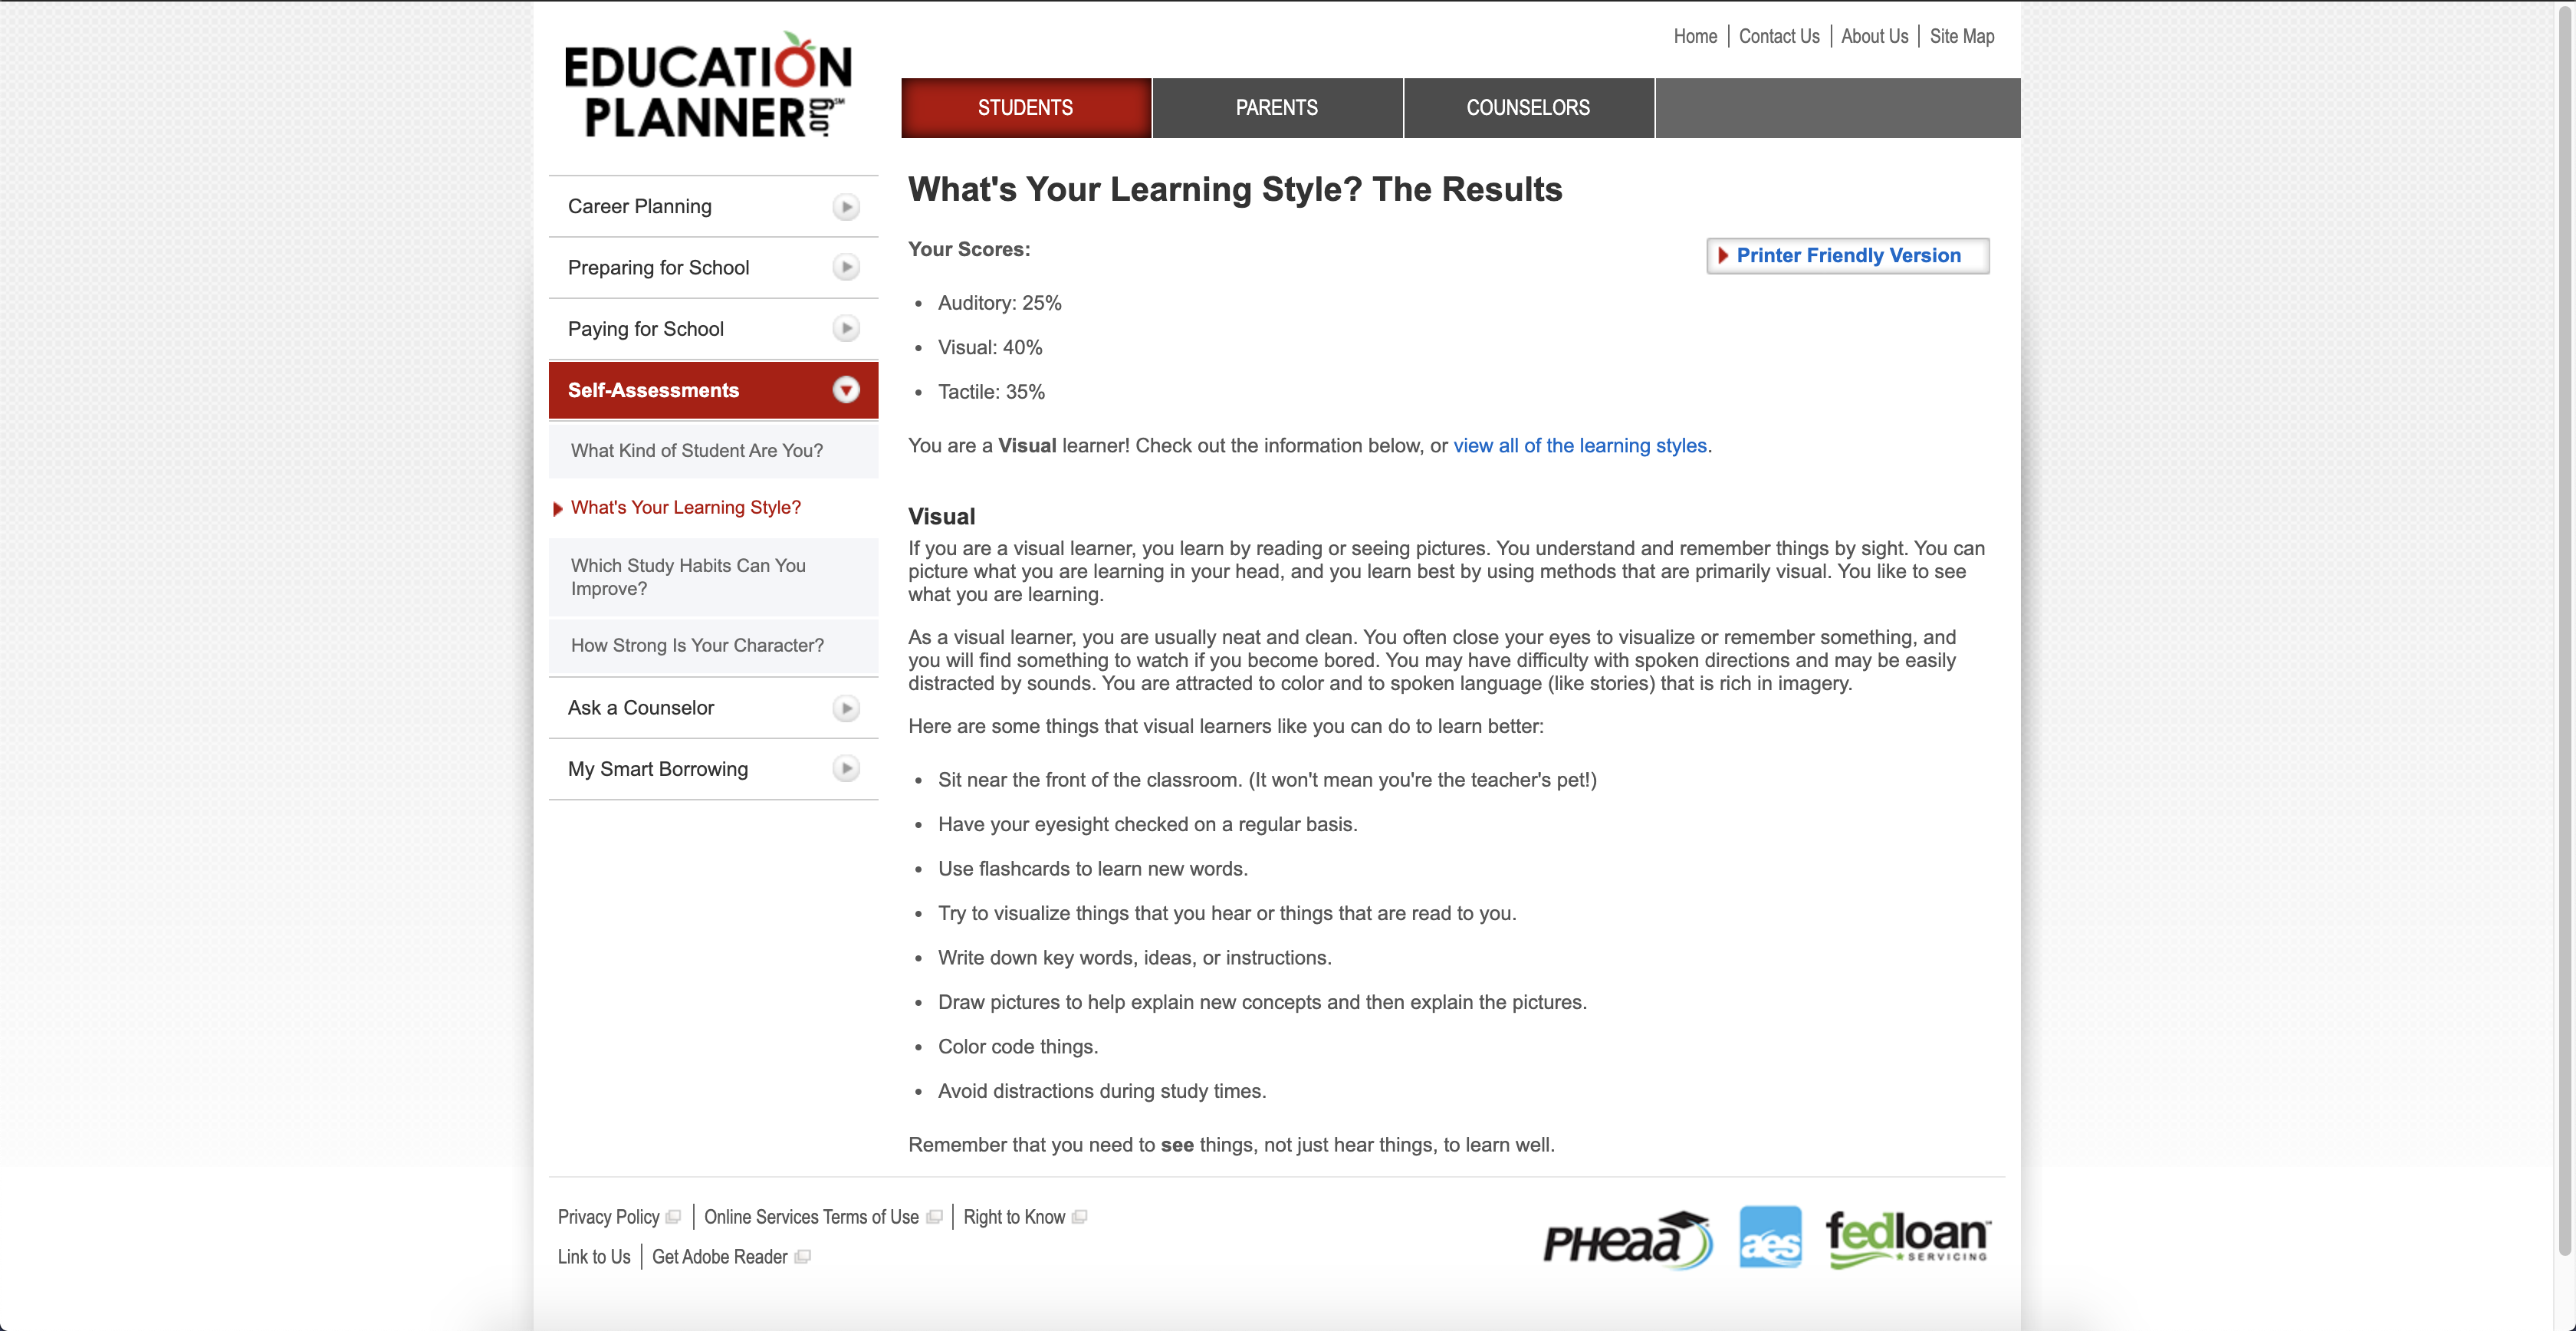 EDUCATION
PLANNER.org℠
Home | Contact Us | About Us | Site Map
STUDENTS
PARENTS
COUNSELORS
Career Planning
Preparing for School
Paying for School
Self-Assessments
What Kind of Student Are You?
What's Your Learning Style?
Which Study Habits Can You
Improve?
How Strong Is Your Character?
Ask a Counselor
My Smart Borrowing
What's Your Learning Style? The Results
Your Scores:
Printer Friendly Version
• Auditory: 25%
• Visual: 40%
• Tactile: 35%
You are a Visual learner! Check out the information below, or view all of the learning styles.
Visual
If you are a visual learner, you learn by reading or seeing pictures. You understand and remember things by sight. You can
picture what you are learning in your head, and you learn best by using methods that are primarily visual. You like to see
what you are learning.
As a visual learner, you are usually neat and clean. You often close your eyes to visualize or remember something, and
you will find something to watch if you become bored. You may have difficulty with spoken directions and may be easily
distracted by sounds. You are attracted to color and to spoken language (like stories) that is rich in imagery.
Here are some things that visual learners like you can do to learn better:
• Sit near the front of the classroom. (It won't mean you're the teacher's pet!)
• Have your eyesight checked on a regular basis.
• Use flashcards to learn new words.
• Try to visualize things that you hear or things that are read to you.
• Write down key words, ideas, or instructions.
• Draw pictures to help explain new concepts and then explain the pictures.
• Color code things.
• Avoid distractions during study times.
Remember that you need to see things, not just hear things, to learn well.
Privacy Policy | Online Services Terms of Use | Right to Know
Link to Us | Get Adobe Reader
PHEAA
aes
fedloan
SERVICING